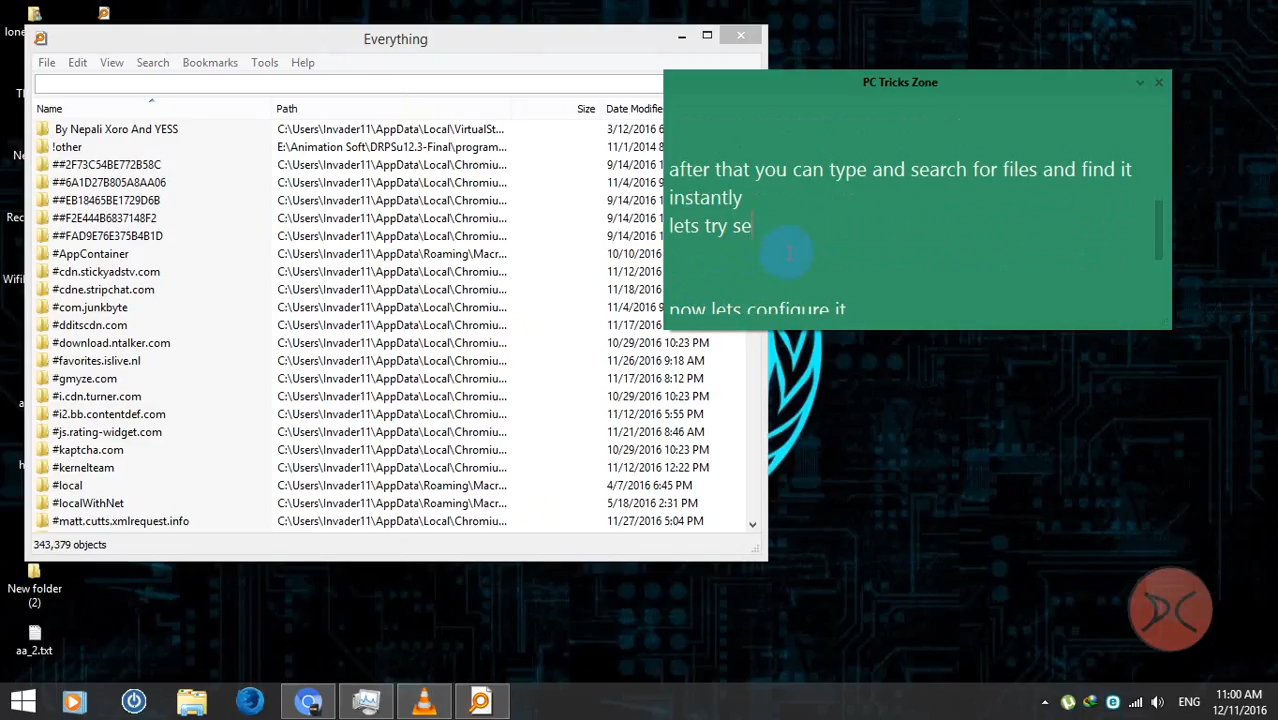 lone
Everything
File Edit View Search Bookmarks Tools Help
PC Tricks Zone
Name Path Size Date Modifie
By Nepali Xoro And YESS C:\Users\Invader11\AppData\Local\VirtualSt... 3/12/2016 6
!other E:\Animation Soft\DRPSu12.3-Final\program... 11/1/2014 8
##2F73C54BE772B58C C:\Users\Invader11\AppData\Local\Chromiu... 9/14/2016 1
##6A1D27B805A8AA06 C:\Users\Invader11\AppData\Local\Chromiu... 11/4/2016 9
##EB18465BE1729D6B C:\Users\Invader11\AppData\Local\Chromiu... 9/14/2016 1
##F2E444B6837148F2 C:\Users\Invader11\AppData\Local\Chromiu... 9/14/2016 1
##FAD9E76E375B4B1D C:\Users\Invader11\AppData\Local\Chromiu... 9/14/2016 1
#AppContainer C:\Users\Invader11\AppData\Roaming\Macr... 10/10/2016
#cdn.stickyadstv.com C:\Users\Invader11\AppData\Local\Chromiu... 11/12/2016
#cdne.stripchat.com C:\Users\Invader11\AppData\Local\Chromiu... 11/18/2016
#com.junkbyte C:\Users\Invader11\AppData\Local\Chromiu... 11/4/2016 9
#dditscdn.com C:\Users\Invader11\AppData\Local\Chromiu... 11/17/2016
#download.ntalker.com C:\Users\Invader11\AppData\Local\Chromiu... 10/29/2016 10:23 PM
#favorites.islive.nl C:\Users\Invader11\AppData\Local\Chromiu... 11/26/2016 9:18 AM
#gmyze.com C:\Users\Invader11\AppData\Local\Chromiu... 11/17/2016 8:12 PM
#i.cdn.turner.com C:\Users\Invader11\AppData\Local\Chromiu... 10/29/2016 10:23 PM
#i2.bb.contentdef.com C:\Users\Invader11\AppData\Local\Chromiu... 11/12/2016 5:55 PM
#js.rating-widget.com C:\Users\Invader11\AppData\Local\Chromiu... 11/21/2016 8:46 AM
#kaptcha.com C:\Users\Invader11\AppData\Local\Chromiu... 10/29/2016 10:23 PM
#kernelteam C:\Users\Invader11\AppData\Local\Chromiu... 11/12/2016 12:22 PM
#local C:\Users\Invader11\AppData\Roaming\Macr... 4/7/2016 6:45 PM
#localWithNet C:\Users\Invader11\AppData\Roaming\Macr... 5/18/2016 2:31 PM
#matt.cutts.xmlrequest.info C:\Users\Invader11\AppData\Local\Chromiu... 11/27/2016 5:04 PM
343,379 objects
after that you can type and search for files and find it
instantly
lets try se
now lets configure it
New folder
(2)
aa_2.txt
ENG
11:00 AM
12/11/2016